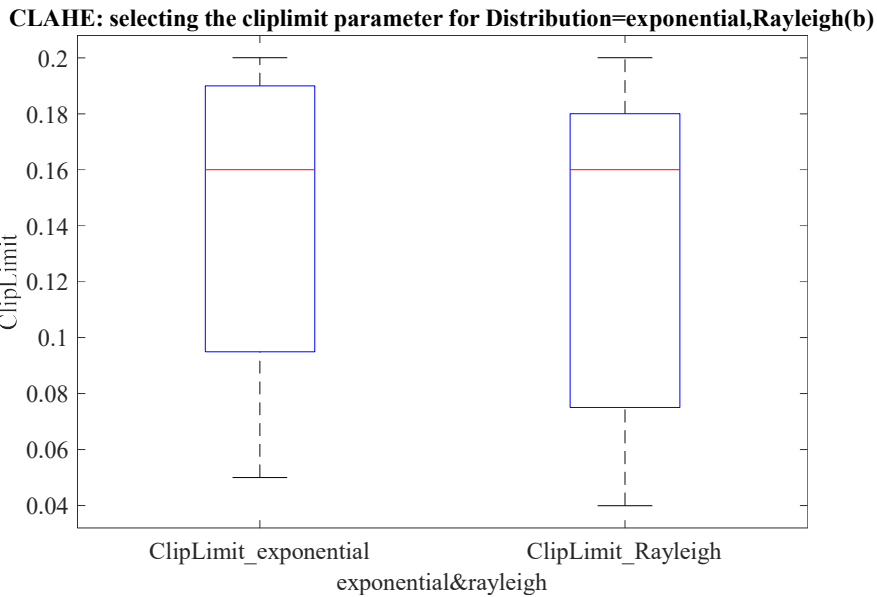 CLAHE: selecting the cliplimit parameter for Distribution=exponential,Rayleigh(b)
0.2
0.18
0.16
0.14
0.12
0.1
0.08
0.06
0.04
ClipLimit
ClipLimit_exponential
ClipLimit_Rayleigh
exponential&rayleigh